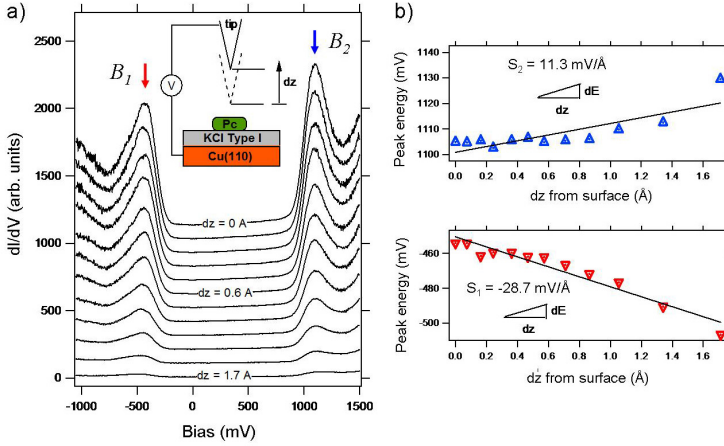 a)
2500
2000
1500
1000
500
0
dI/dV (arb. units)
-1000 -500 0 500 1000 1500
Bias (mV)
B1
B2
tip
V
dz
Pc
KCl Type I
Cu(110)
dz = 0 A
dz = 0.6 A
dz = 1.7 A
b)
1140
1130
1120
1110
1100
Peak energy (mV)
S2 = 11.3 mV/Å
dE
dz
0.0 0.2 0.4 0.6 0.8 1.0 1.2 1.4 1.6
dz from surface (Å)
-460
-480
-500
Peak energy (mV)
S1 = -28.7 mV/Å
dE
dz
0.0 0.2 0.4 0.6 0.8 1.0 1.2 1.4 1.6
dz from surface (Å)